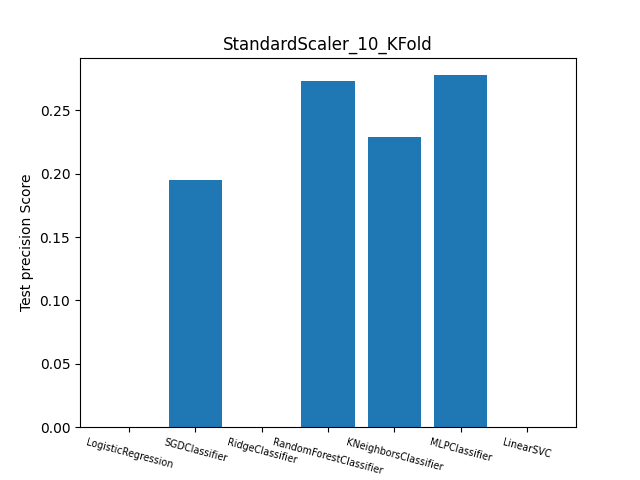 StandardScaler_10_KFold
Test precision Score
0.25
0.20
0.15
0.10
0.05
0.00
LogisticRegression
SGDClassifier
RidgeClassifier
RandomForestClassifier
KNeighborsClassifier
MLPClassifier
LinearSVC